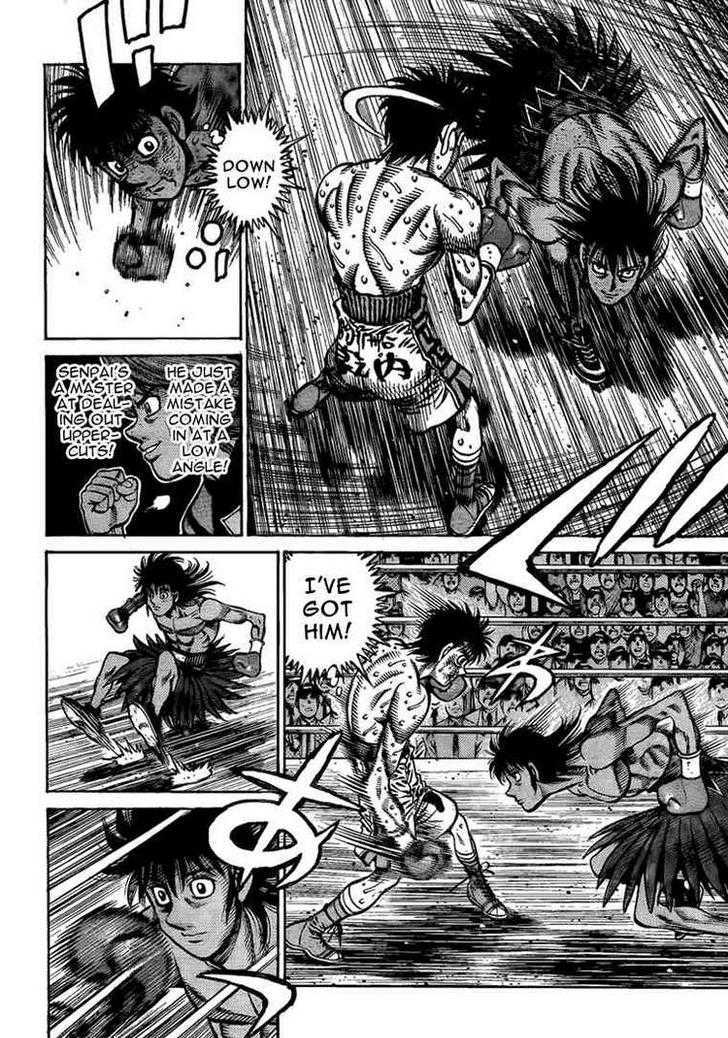 DOWN
LOW!
HE JUST
MADE A
MISTAKE
COMING
IN AT A
LOW
ANGLE!
SENPAI'S
A MASTER
AT DEAL-
ING OUT
UPPER-
CUTS!
I'VE
GOT
HIM!